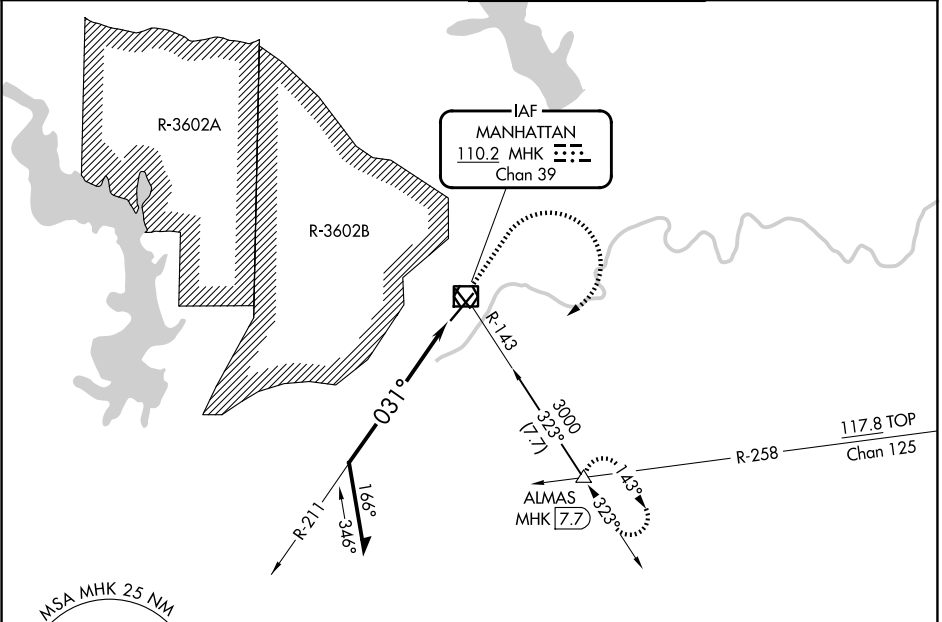 R-3602A
R-3602B
IAF
MANHATTAN
110.2 MHK
Chan 39
R-143
031°
3000
323°
(7.7)
117.8 TOP
Chan 125
R-258
ALMAS
MHK 7.7
143°
323°
R-211
166°
346°
MSA MHK 25 NM